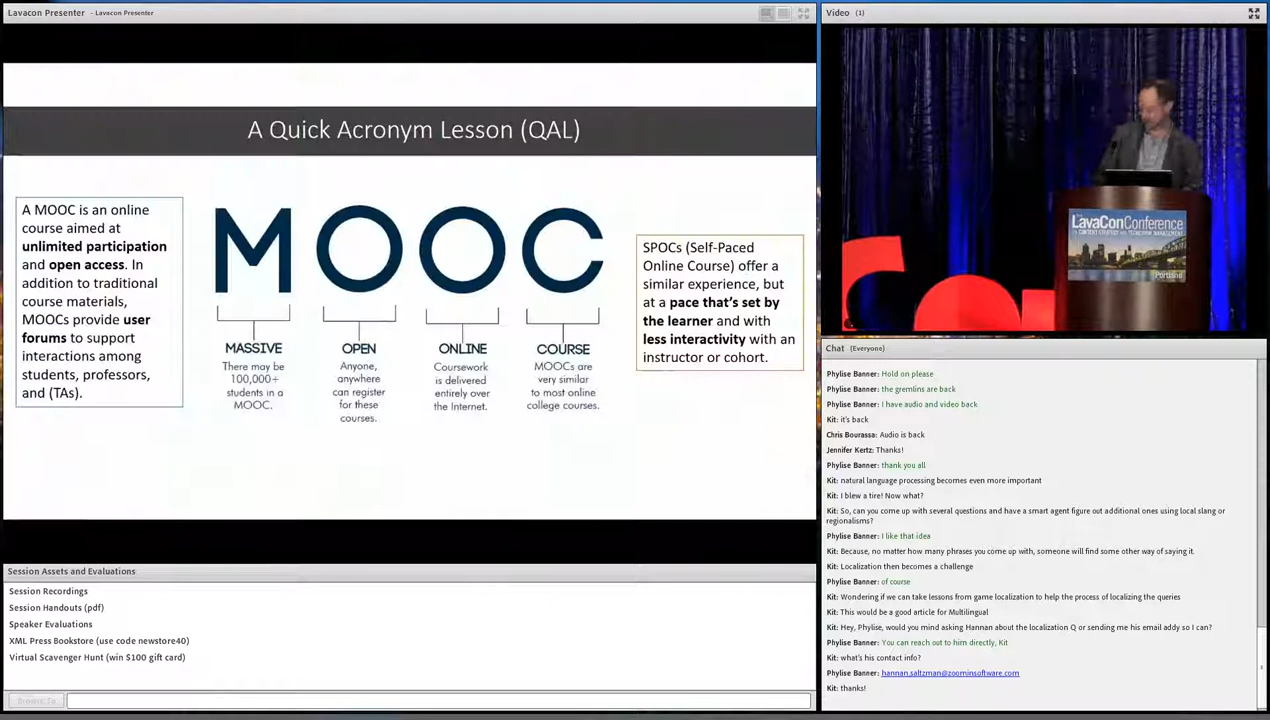 Lavacon Presenter - Lavacon Presenter
A Quick Acronym Lesson (QAL)
A MOOC is an online
course aimed at
unlimited participation
and open access. In
addition to traditional
course materials,
MOOCs provide user
forums to support
interactions among
students, professors,
and (TAs).
MOOC
MASSIVE
There may be
100,000+
students in a
MOOC.
OPEN
Anyone,
anywhere
can register
for these
courses.
ONLINE
Coursework
is delivered
entirely over
the Internet.
COURSE
MOOCs are
very similar
to most online
college courses.
SPOCs (Self-Paced
Online Course) offer a
similar experience, but
at a pace that's set by
the learner and with
less interactivity with an
instructor or cohort.
Session Assets and Evaluations
Session Recordings
Session Handouts (pdf)
Speaker Evaluations
XML Press Bookstore (use code newstore40)
Virtual Scavenger Hunt (win $100 gift card)
Browse To
Video (1)
LavaConConference
Portland
Chat (Everyone)
Phylise Banner: Hold on please
Phylise Banner: the gremlins are back
Phylise Banner: I have audio and video back
Kit: it's back
Chris Bourassa: Audio is back
Jennifer Kertz: Thanks!
Phylise Banner: thank you all
Kit: natural language processing becomes even more important
Kit: I blew a tire! Now what?
Kit: So, can you come up with several questions and have a smart agent figure out additional ones using local slang or
regionalisms?
Phylise Banner: I like that idea
Kit: Because, no matter how many phrases you come up with, someone will find some other way of saying it.
Kit: Localization then becomes a challenge
Phylise Banner: of course
Kit: Wondering if we can take lessons from game localization to help the process of localizing the queries
Kit: This would be a good article for Multilingual
Kit: Hey, Phylise, would you mind asking Hannan about the localization Q or sending me his email addy so I can?
Phylise Banner: You can reach out to him directly, Kit
Kit: what's his contact info?
Phylise Banner: hannan.saltzman@zoominsoftware.com
Kit: thanks!